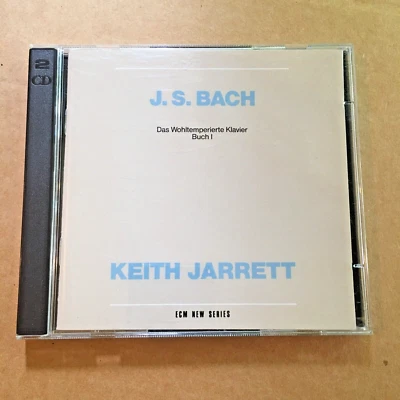 2
CD
J. S. BACH
Das Wohltemperierte Klavier
Buch I
KEITH JARRETT
ECM NEW SERIES